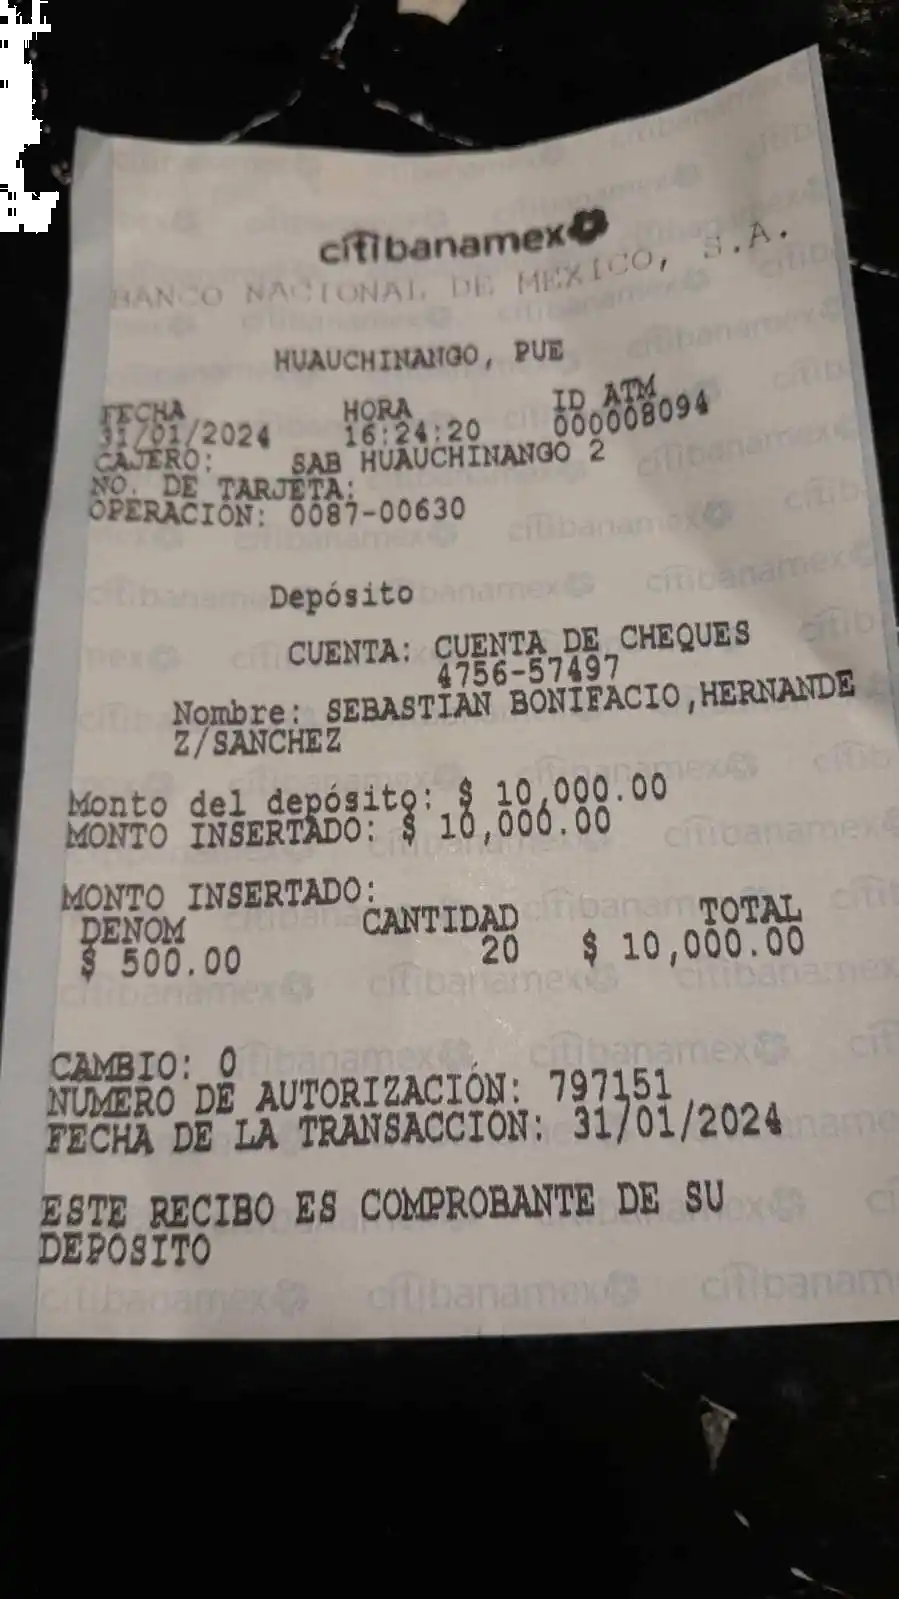 citibanamex
BANCO NACIONAL DE MEXICO, S.A.
HUAUCHINANGO, PUE
FECHA HORA ID ATM
31/01/2024 16:24:20 000008094
CAJERO: SAB HUAUCHINANGO 2
NO. DE TARJETA:
OPERACION: 0087-00630
Depósito
CUENTA: CUENTA DE CHEQUES
4756-57497
Nombre: SEBASTIAN BONIFACIO,HERNANDE
Z/SANCHEZ
Monto del depósito: $ 10,000.00
MONTO INSERTADO: $ 10,000.00
MONTO INSERTADO:
DENOM CANTIDAD TOTAL
$ 500.00 20 $ 10,000.00
CAMBIO: 0
NUMERO DE AUTORIZACIÓN: 797151
FECHA DE LA TRANSACCION: 31/01/2024
ESTE RECIBO ES COMPROBANTE DE SU
DEPÓSITO